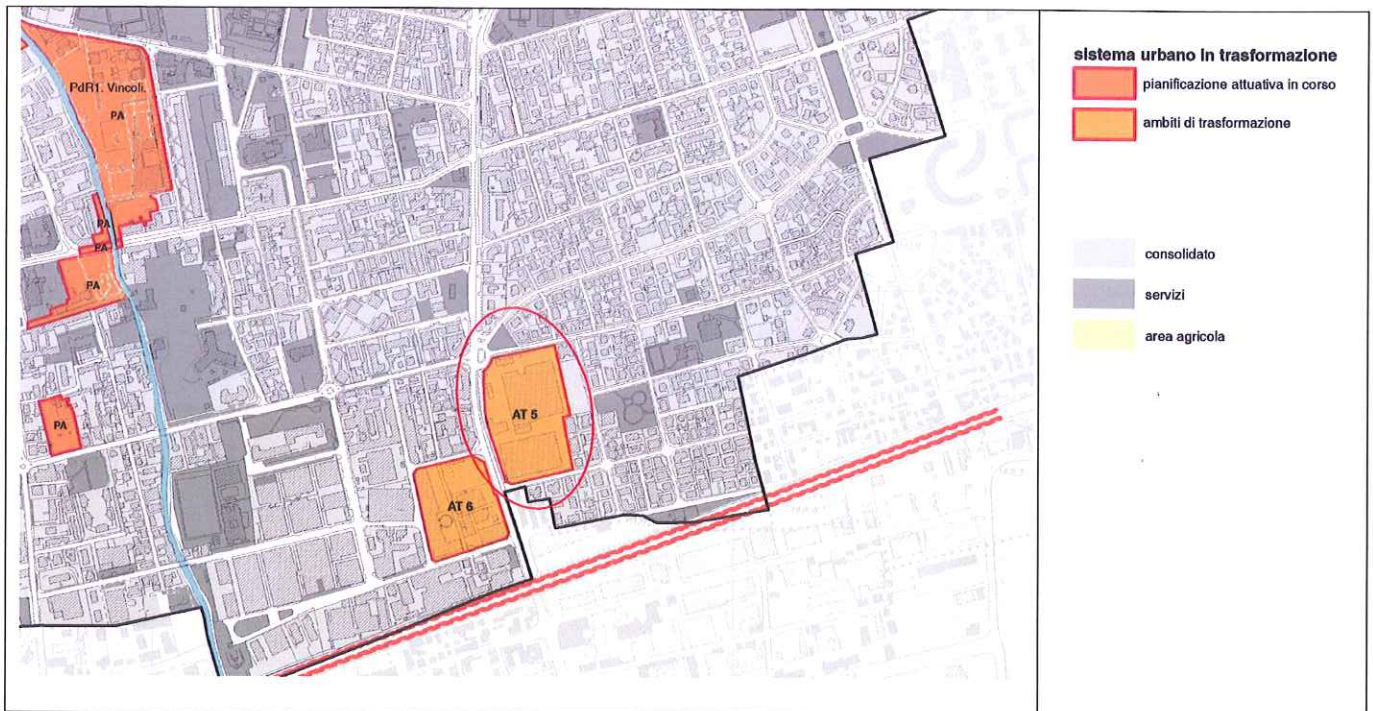 PdR1. Vincoli.
PA
PA
PA
PA
PA
AT 5
AT 6
sistema urbano in trasformazione
pianificazione attuativa in corso
ambiti di trasformazione
consolidato
servizi
area agricola